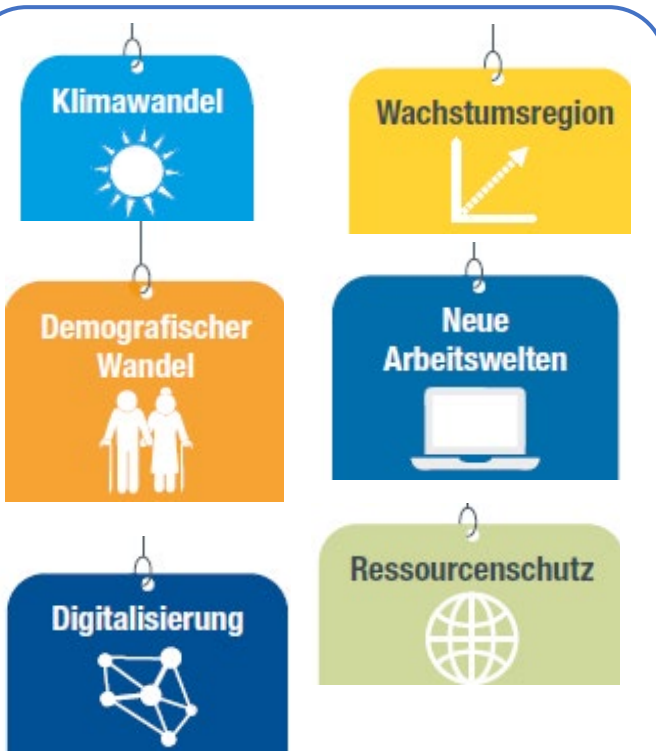 Klimawandel
Wachstumsregion
Demografischer
Wandel
Neue
Arbeitswelten
Digitalisierung
Ressourcenschutz